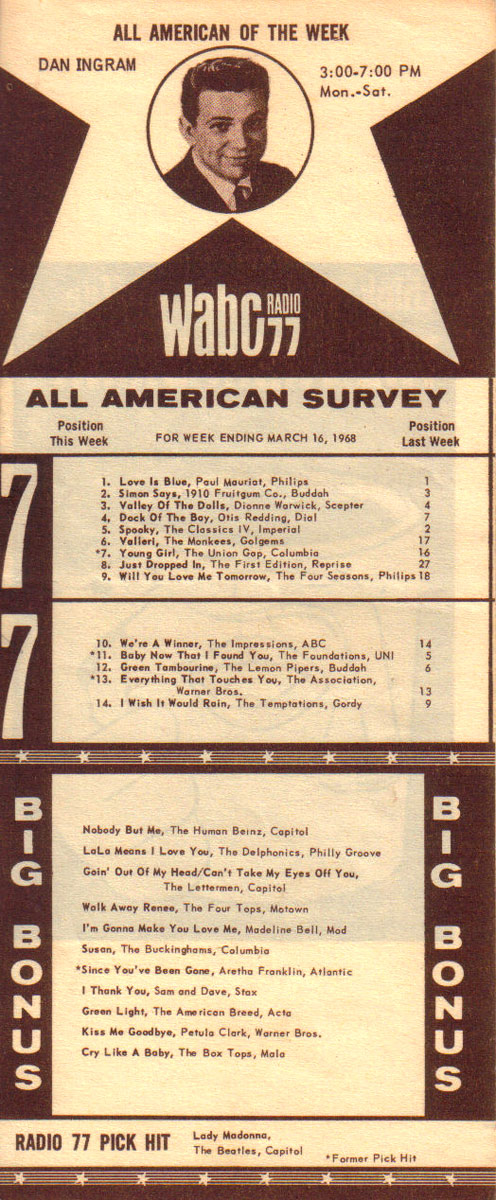 ALL AMERICAN OF THE WEEK
DAN INGRAM
3:00-7:00 PM
Mon.-Sat.
wabc RADIO 77
ALL AMERICAN SURVEY
Position This Week
FOR WEEK ENDING MARCH 16, 1968
Position Last Week
77
1. Love Is Blue, Paul Mauriat, Philips 1
2. Simon Says, 1910 Fruitgum Co., Buddah 3
3. Valley Of The Dolls, Dionne Warwick, Scepter 4
4. Dock Of The Bay, Otis Redding, Dial 7
5. Spooky, The Classics IV, Imperial 2
6. Valleri, The Monkees, Golgems 17
*7. Young Girl, The Union Gap, Columbia 16
8. Just Dropped In, The First Edition, Reprise 27
9. Will You Love Me Tomorrow, The Four Seasons, Philips 18
10. We're A Winner, The Impressions, ABC 14
*11. Baby Now That I Found You, The Foundations, UNI 5
12. Green Tambourine, The Lemon Pipers, Buddah 6
*13. Everything That Touches You, The Association,
Warner Bros. 13
14. I Wish It Would Rain, The Temptations, Gordy 9
BIG BONUS
Nobody But Me, The Human Beinz, Capitol
LaLa Means I Love You, The Delphonics, Philly Groove
Goin' Out Of My Head/Can't Take My Eyes Off You,
The Lettermen, Capitol
Walk Away Renee, The Four Tops, Motown
I'm Gonna Make You Love Me, Madeline Bell, Mod
Susan, The Buckinghams, Columbia
*Since You've Been Gone, Aretha Franklin, Atlantic
I Thank You, Sam and Dave, Stax
Green Light, The American Breed, Acta
Kiss Me Goodbye, Petula Clark, Warner Bros.
Cry Like A Baby, The Box Tops, Mala
BIG BONUS
RADIO 77 PICK HIT
Lady Madonna,
The Beatles, Capitol
*Former Pick Hit